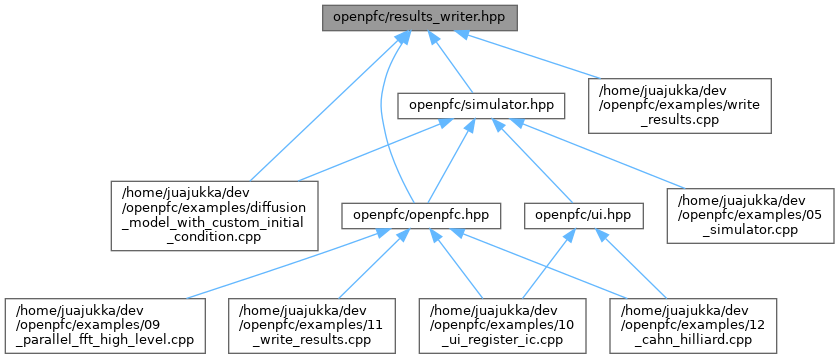 openpfc/results_writer.hpp
openpfc/simulator.hpp
/home/juajukka/dev
/openpfc/examples/write
_results.cpp
/home/juajukka/dev
/openpfc/examples/diffusion
_model_with_custom_initial
_condition.cpp
openpfc/openpfc.hpp
openpfc/ui.hpp
/home/juajukka/dev
/openpfc/examples/05
_simulator.cpp
/home/juajukka/dev
/openpfc/examples/09
_parallel_fft_high_level.cpp
/home/juajukka/dev
/openpfc/examples/11
_write_results.cpp
/home/juajukka/dev
/openpfc/examples/10
_ui_register_ic.cpp
/home/juajukka/dev
/openpfc/examples/12
_cahn_hilliard.cpp